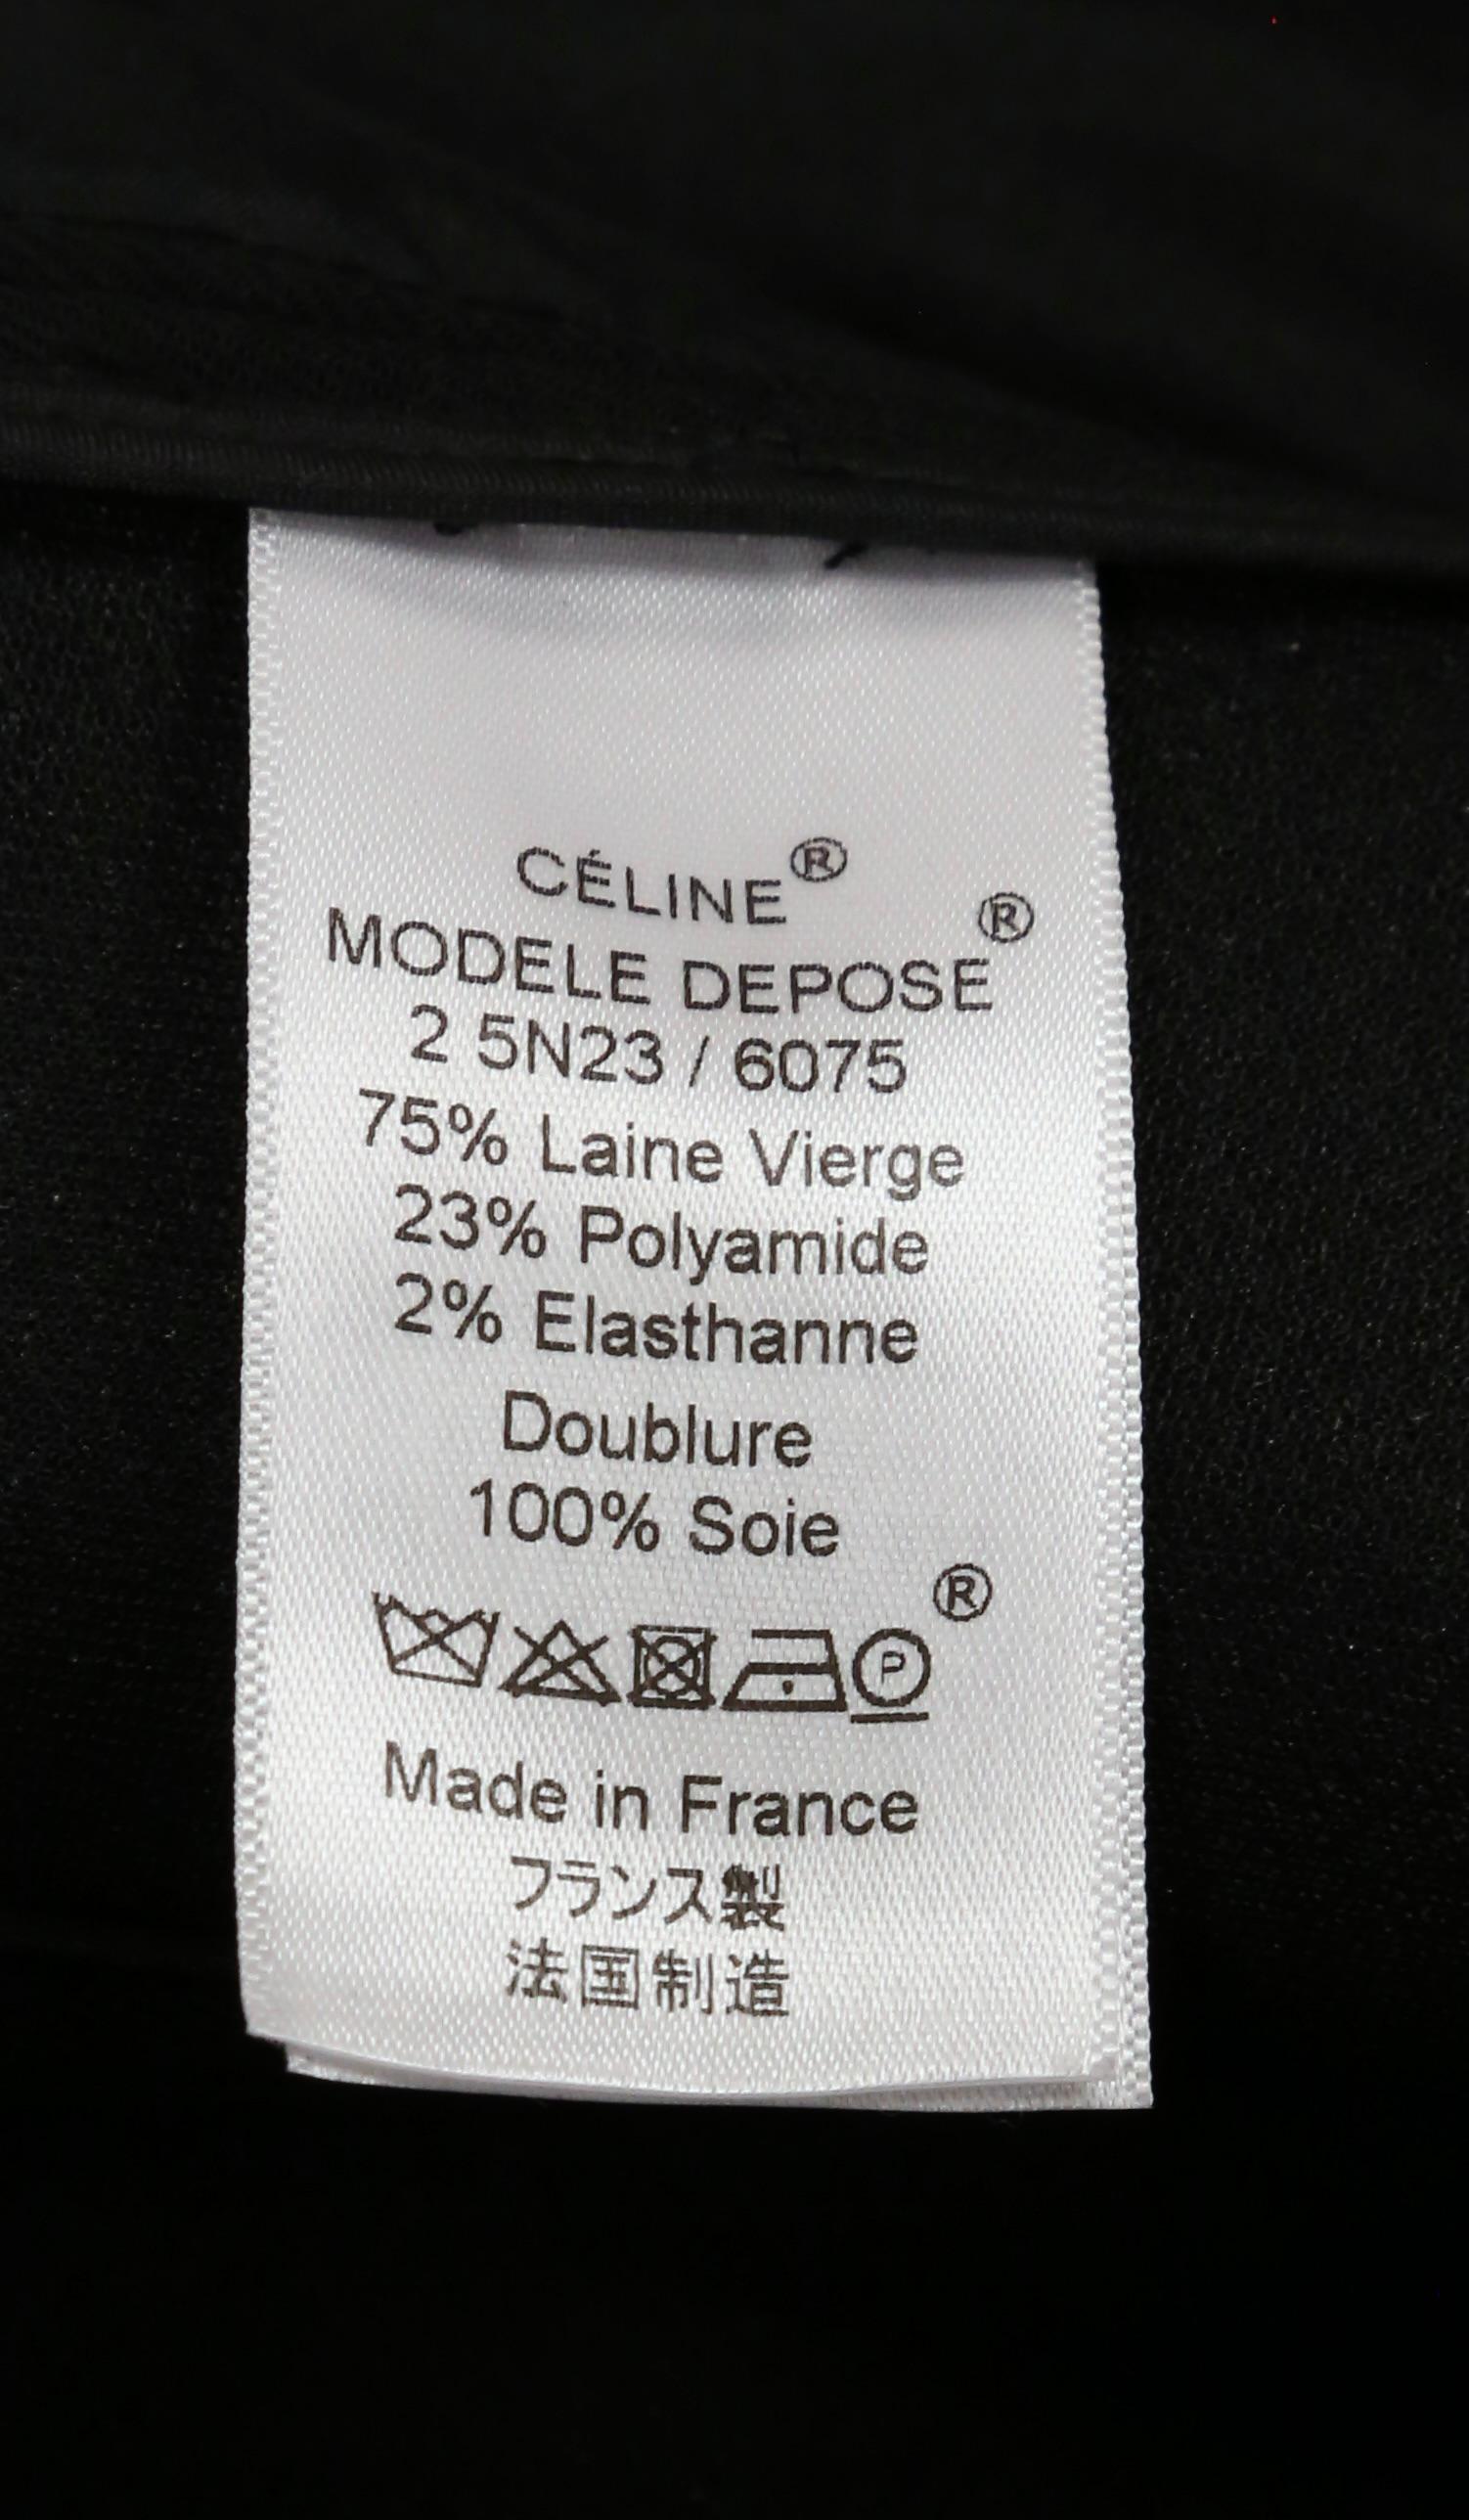 CÉLINE®
MODELE DEPOSE®
2 5N23 / 6075
75% Laine Vierge
23% Polyamide
2% Elasthanne
Doublure
100% Soie
P ®
Made in France
フランス製
法国制造